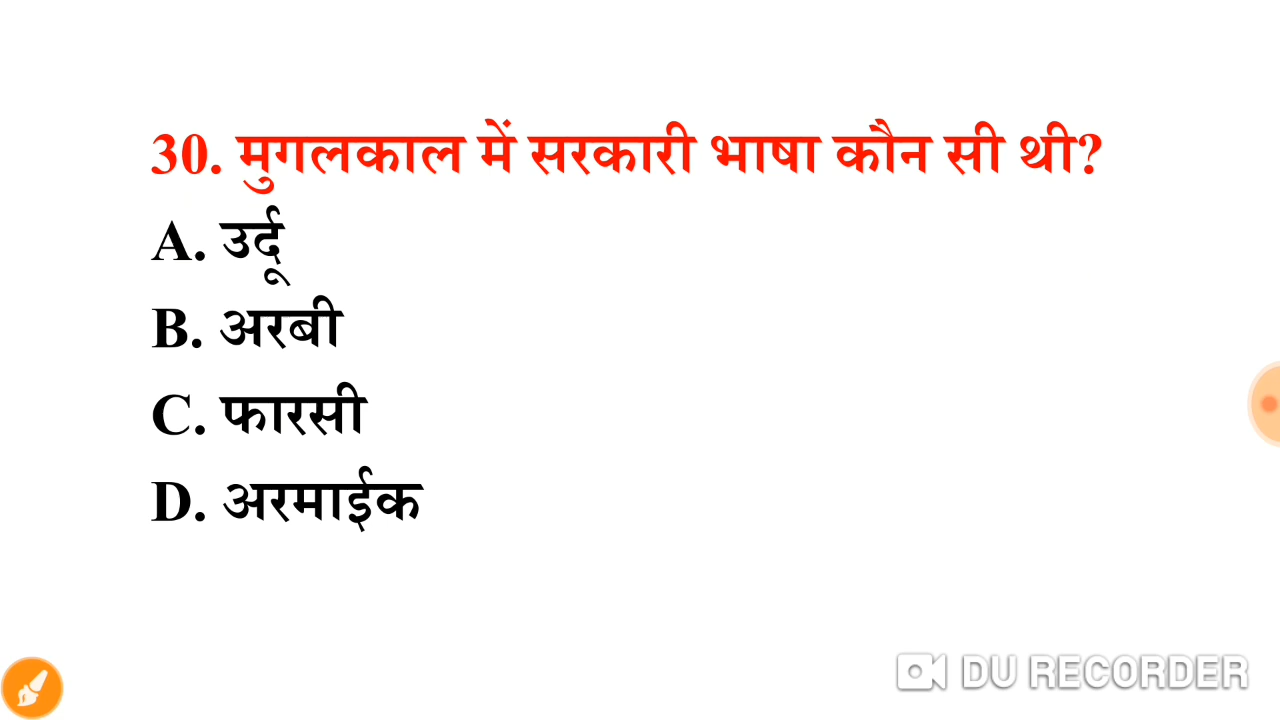 30. मुगलकाल में सरकारी भाषा कौन सी थी?
A. उर्दू
B. अरबी
C. फारसी
D. अरमाईक
DU RECORDER